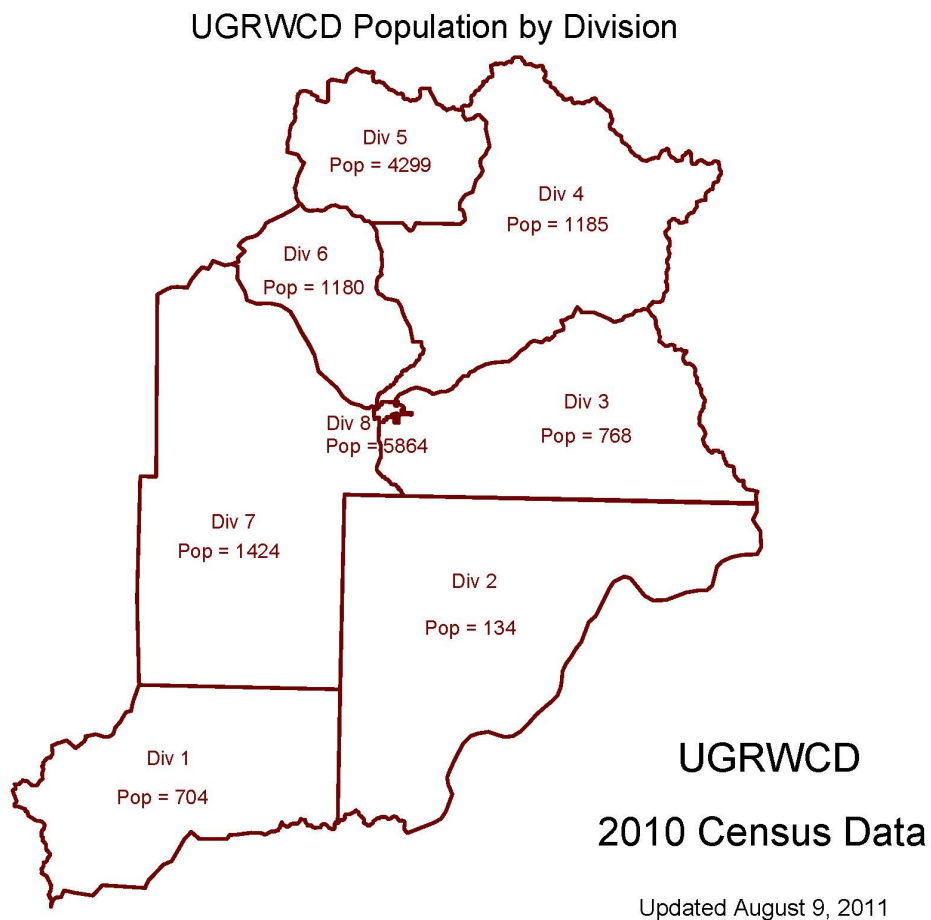 UGRWCD Population by Division
Div 5
Pop = 4299
Div 4
Pop = 1185
Div 6
Pop = 1180
Div 3
Pop = 768
Div 8
Pop = 5864
Div 7
Pop = 1424
Div 2
Pop = 134
Div 1
Pop = 704
UGRWCD
2010 Census Data
Updated August 9, 2011